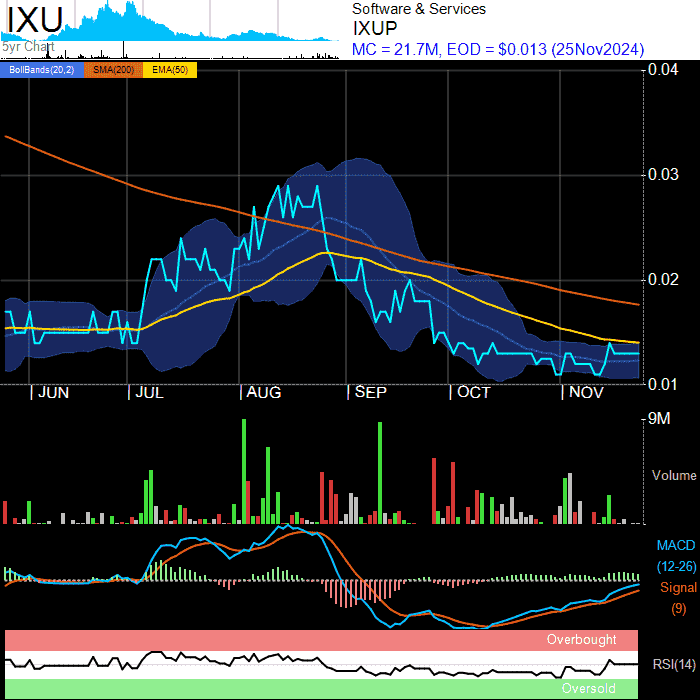 IXU
5yr Chart
Software & Services
IXUP
MC = 21.7M, EOD = $0.013 (25Nov2024)
BollBands(20,2) SMA(200) EMA(50)
0.04
0.03
0.02
0.01
| JUN | JUL | AUG | SEP | OCT | NOV
9M
Volume
MACD
(12-26)
Signal
(9)
Overbought
RSI(14)
Oversold